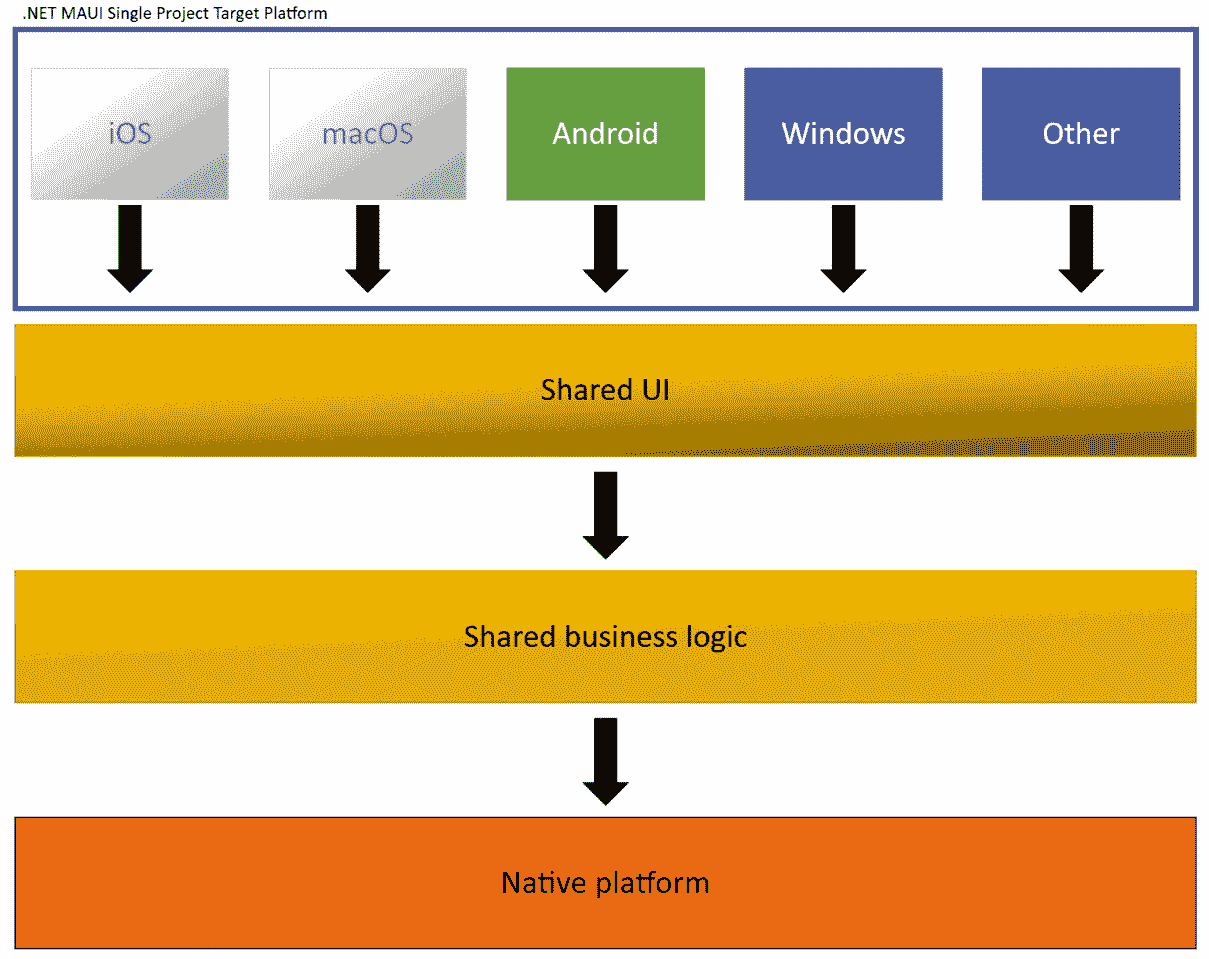 .NET MAUI Single Project Target Platform
iOS
macOS
Android
Windows
Other
Shared UI
Shared business logic
Native platform